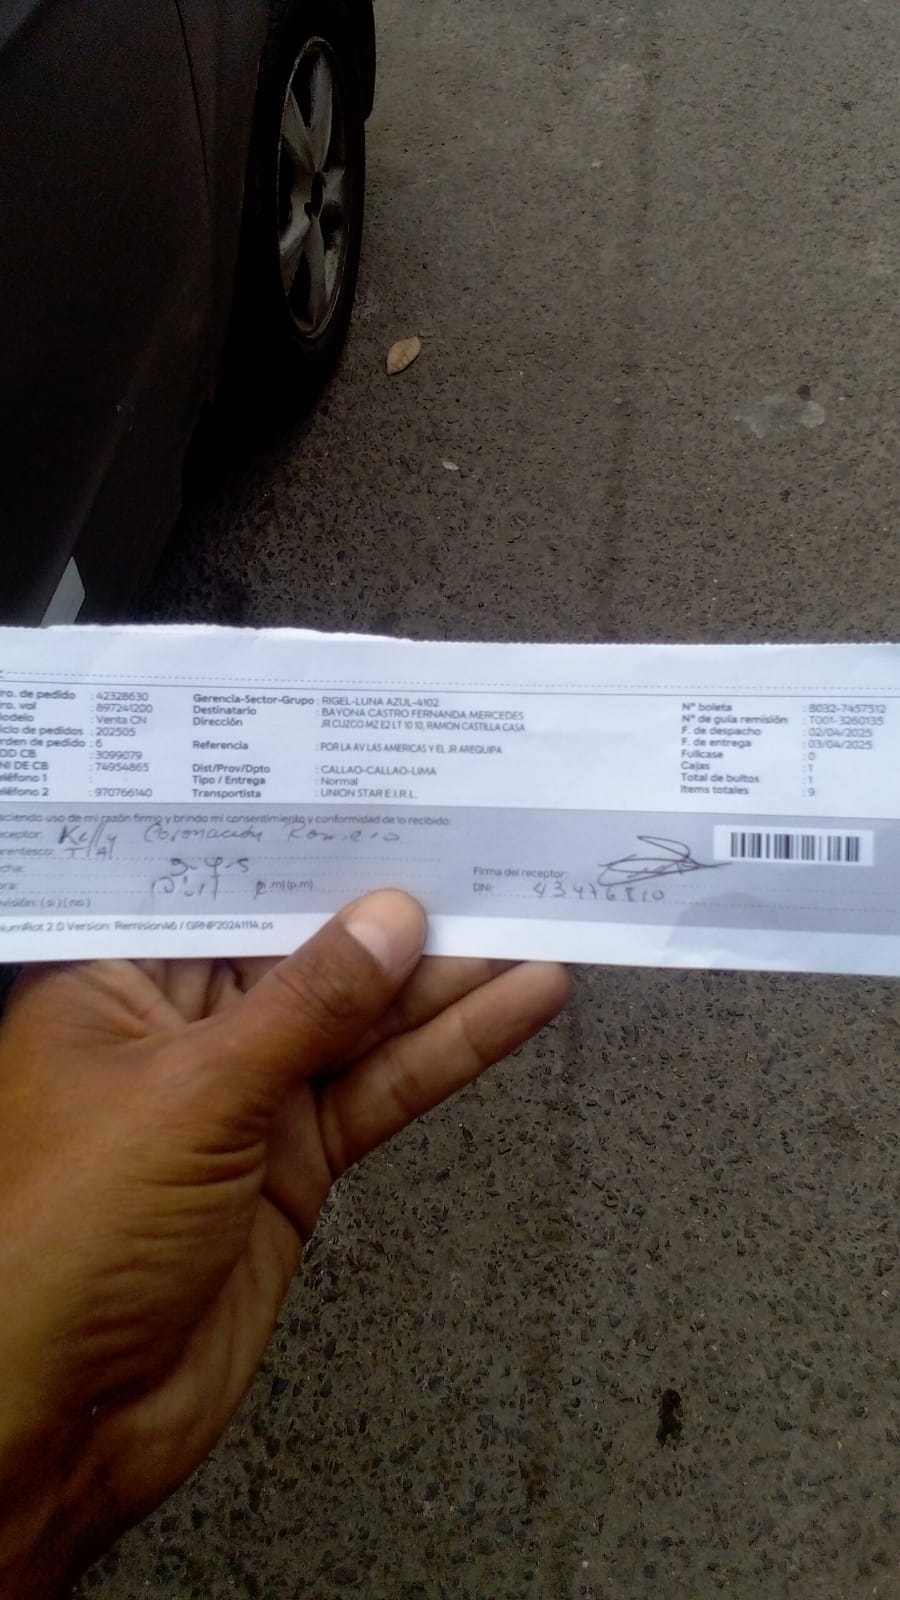 ro. de pedido : 42328630
ro. val : 897241200
odelo : Venta CN
iclo de pedidos : 202505
rden de pedido : 6
OD CB : 3099079
NI DE CB : 74954865
eléfono 1 :
eléfono 2 : 970766140
Gerencia-Sector-Grupo : RIGEL-LUNA AZUL-4102
Destinatario : BAYONA CASTRO FERNANDA MERCEDES
Dirección JR CUZCO MZ E2 LT 10 10, RAMON CASTILLA CASA
Referencia : POR LA AV LAS AMERICAS Y EL JR AREQUIPA
Dist/Prov/Dpto : CALLAO-CALLAO-LIMA
Tipo / Entrega : Normal
Transportista : UNION STAR E.I.R.L.
N° boleta : B032-7457512
N° de guía remisión : T001-3260135
F. de despacho : 02/04/2025
F. de entrega : 03/04/2025
Fullcase : 0
Cajas : 1
Total de bultos : 1
Items totales : 9
aciendo uso de mi razón firmo y brindo mi consentimiento y conformidad de lo recibido:
eceptor: Kelly Coronación Romero
arentesco: TIA
cha:
ora: p.m)(p.m)
evisión: (si) (no)
Firma del receptor:
DNI: 43476810
iumRiot 2.0 Version: Remision46 / GRNP20241114.ps